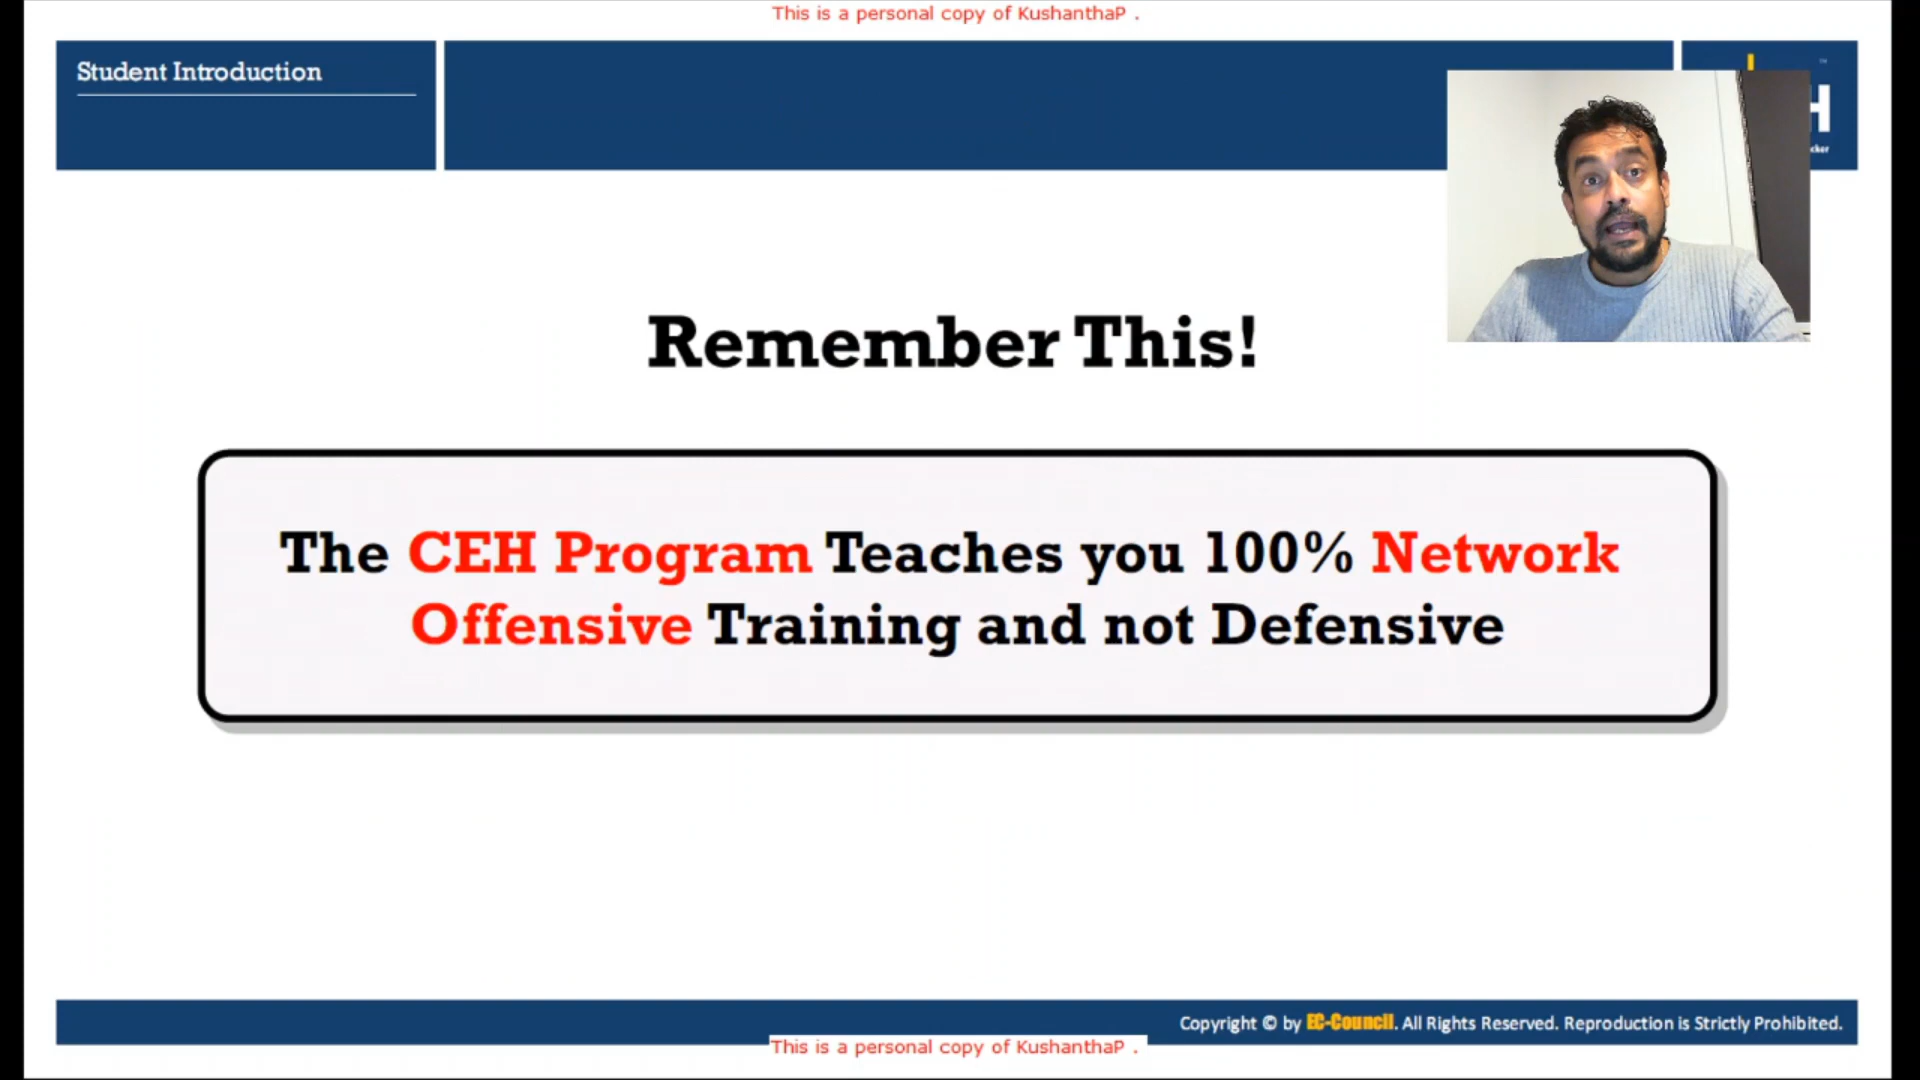 This is a personal copy of KushanthaP .
Student Introduction
™
H
cker
Remember This!
The CEH Program Teaches you 100% Network
Offensive Training and not Defensive
Copyright © by EC-Council. All Rights Reserved. Reproduction is Strictly Prohibited.
This is a personal copy of KushanthaP .